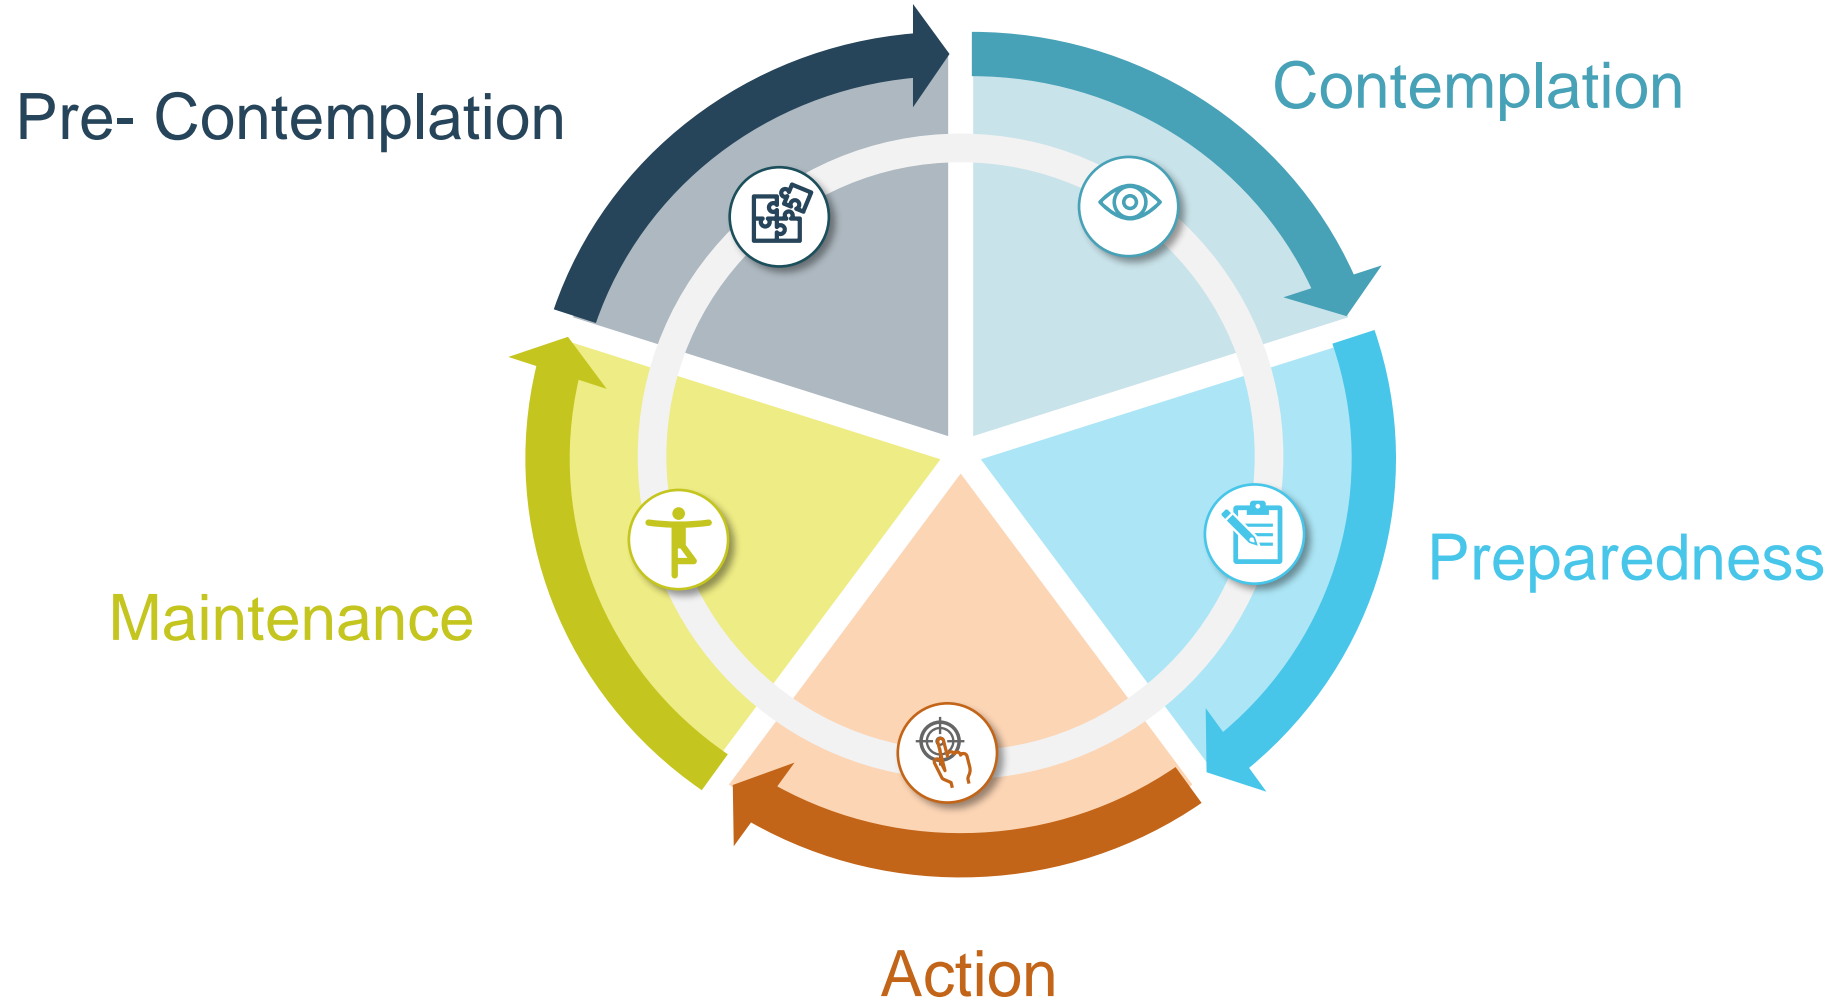 Pre- Contemplation
Contemplation
Preparedness
Action
Maintenance